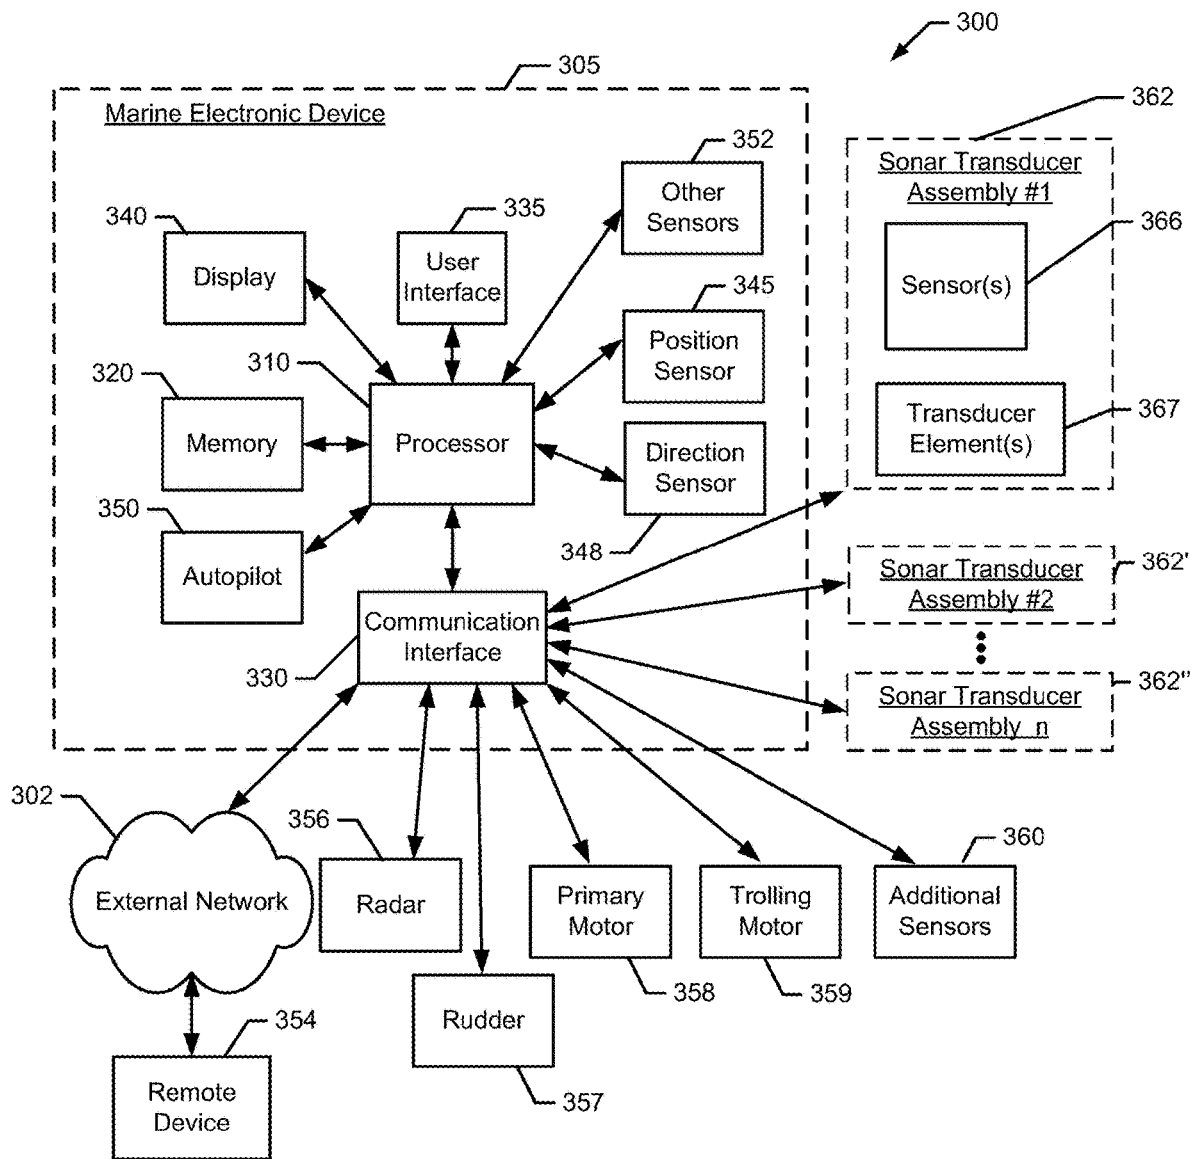 300
305
Marine Electronic Device
362
Sonar Transducer
Assembly #1
352
Other
Sensors
366
Sensor(s)
340
Display
335
User
Interface
345
Position
Sensor
310
Processor
320
Memory
367
Transducer
Element(s)
Direction
Sensor
348
350
Autopilot
362'
Sonar Transducer
Assembly #2
Communication
Interface
330
362"
Sonar Transducer
Assembly n
302
External Network
356
Radar
Primary
Motor
358
Trolling
Motor
359
360
Additional
Sensors
Rudder
357
354
Remote
Device